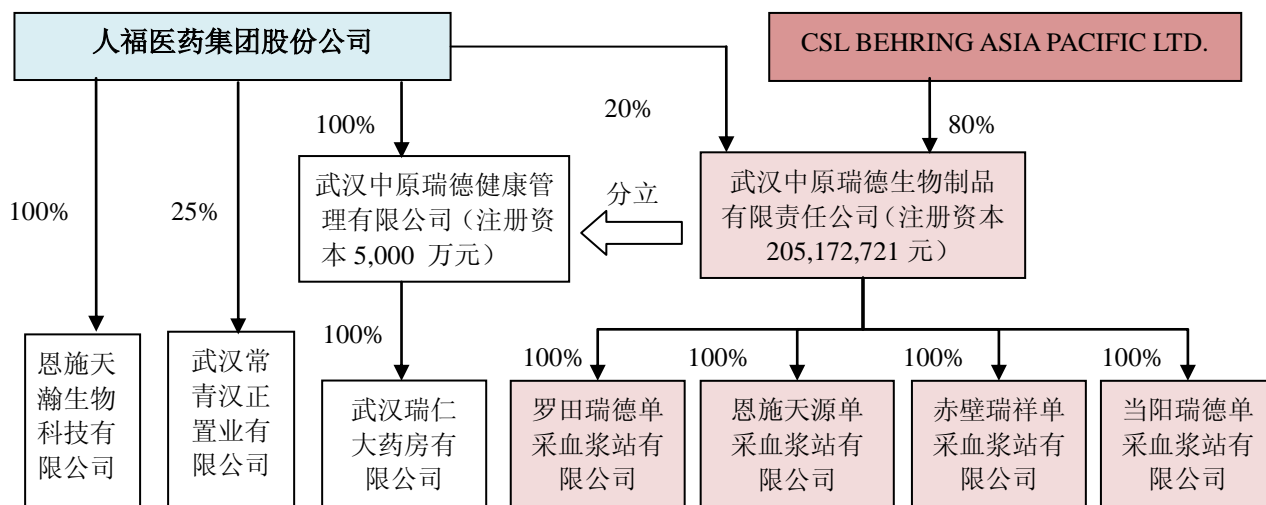 人福医药集团股份公司
CSL BEHRING ASIA PACIFIC LTD.
100%
25%
100%
20%
80%
武汉中原瑞德健康管
理有限公司（注册资
本 5,000 万元）
分立
武汉中原瑞德生物制品
有限责任公司（注册资本
205,172,721 元）
100%
100%
100%
100%
100%
恩施天
瀚生物
科技有
限公司
武汉常
青汉正
置业有
限公司
武汉瑞仁
大药房有
限公司
罗田瑞德单
采血浆站有
限公司
恩施天源单
采血浆站有
限公司
赤壁瑞祥单
采血浆站有
限公司
当阳瑞德单
采血浆站有
限公司